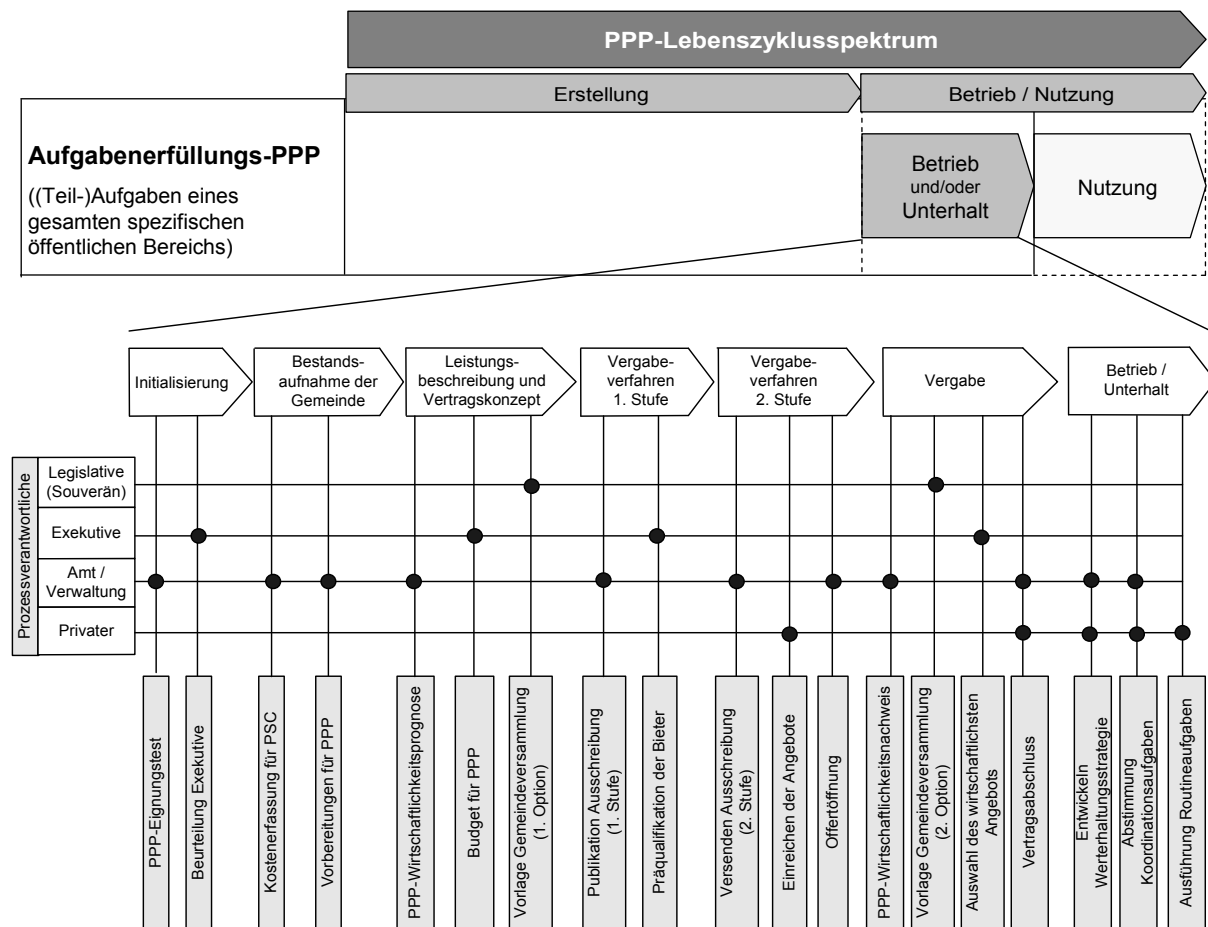 PPP-Lebenszyklusspektrum
Erstellung
Betrieb / Nutzung
Aufgabenerfüllungs-PPP
((Teil-)Aufgaben eines
gesamten spezifischen
öffentlichen Bereichs)
Betrieb
und/oder
Unterhalt
Nutzung
Initialisierung
Bestands-
aufnahme der
Gemeinde
Leistungs-
beschreibung und
Vertragskonzept
Vergabe-
verfahren
1. Stufe
Vergabe-
verfahren
2. Stufe
Vergabe
Betrieb /
Unterhalt
Prozessverantwortliche
Legislative
(Souverän)
Exekutive
Amt /
Verwaltung
Privater
PPP-Eignungstest
Beurteilung Exekutive
Kostenerfassung für PSC
Vorbereitungen für PPP
PPP-Wirtschaftlichkeitsprognose
Budget für PPP
Vorlage Gemeindeversammlung
(1. Option)
Publikation Ausschreibung
(1. Stufe)
Präqualifikation der Bieter
Versenden Ausschreibung
(2. Stufe)
Einreichen der Angebote
Offertöffnung
PPP-Wirtschaftlichkeitsnachweis
Vorlage Gemeindeversammlung
(2. Option)
Auswahl des wirtschaftlichsten
Angebots
Vertragsabschluss
Entwickeln
Werterhaltungsstrategie
Abstimmung
Koordinationsaufgaben
Ausführung Routineaufgaben